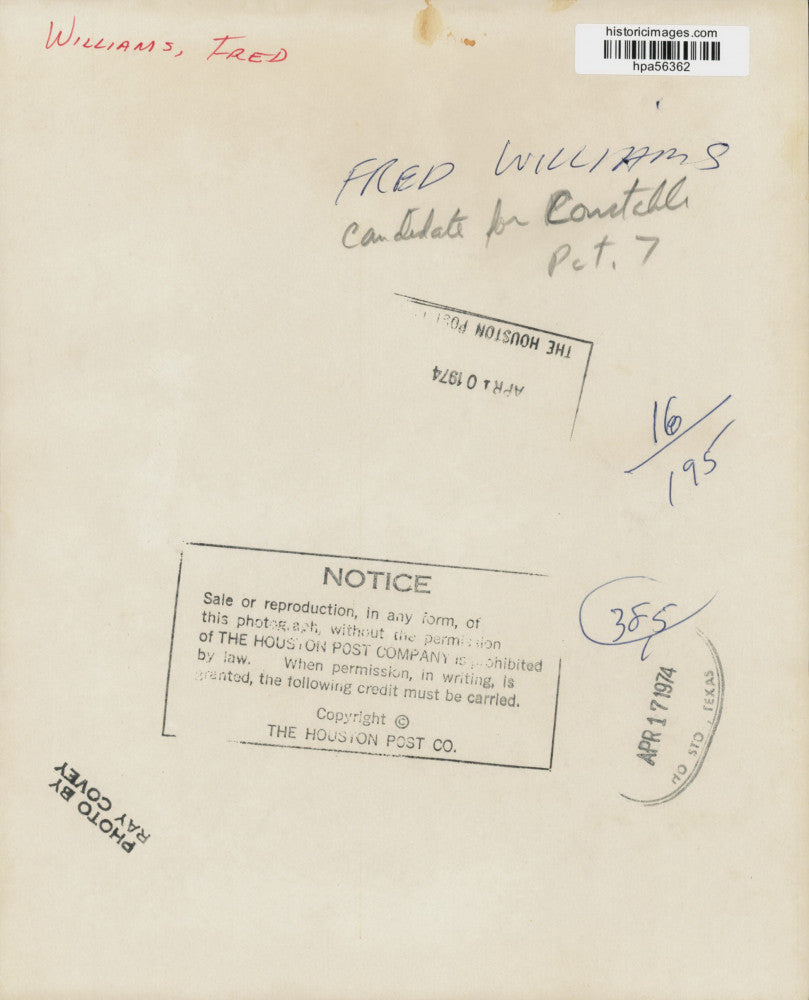 WILLIAMS, FRED
historicimages.com
hpa56362
FRED WILLIAMS
Candidate for Constable
Pct. 7
THE HOUSTON POST
APR 10 1974
16/195
NOTICE
Sale or reproduction, in any form, of
this photograph, without the permission
of THE HOUSTON POST COMPANY is prohibited
by law. When permission, in writing, is
granted, the following credit must be carried.
Copyright ©
THE HOUSTON POST CO.
385
APR 17 1974
TEXAS
PHOTO BY
RAY COVEY